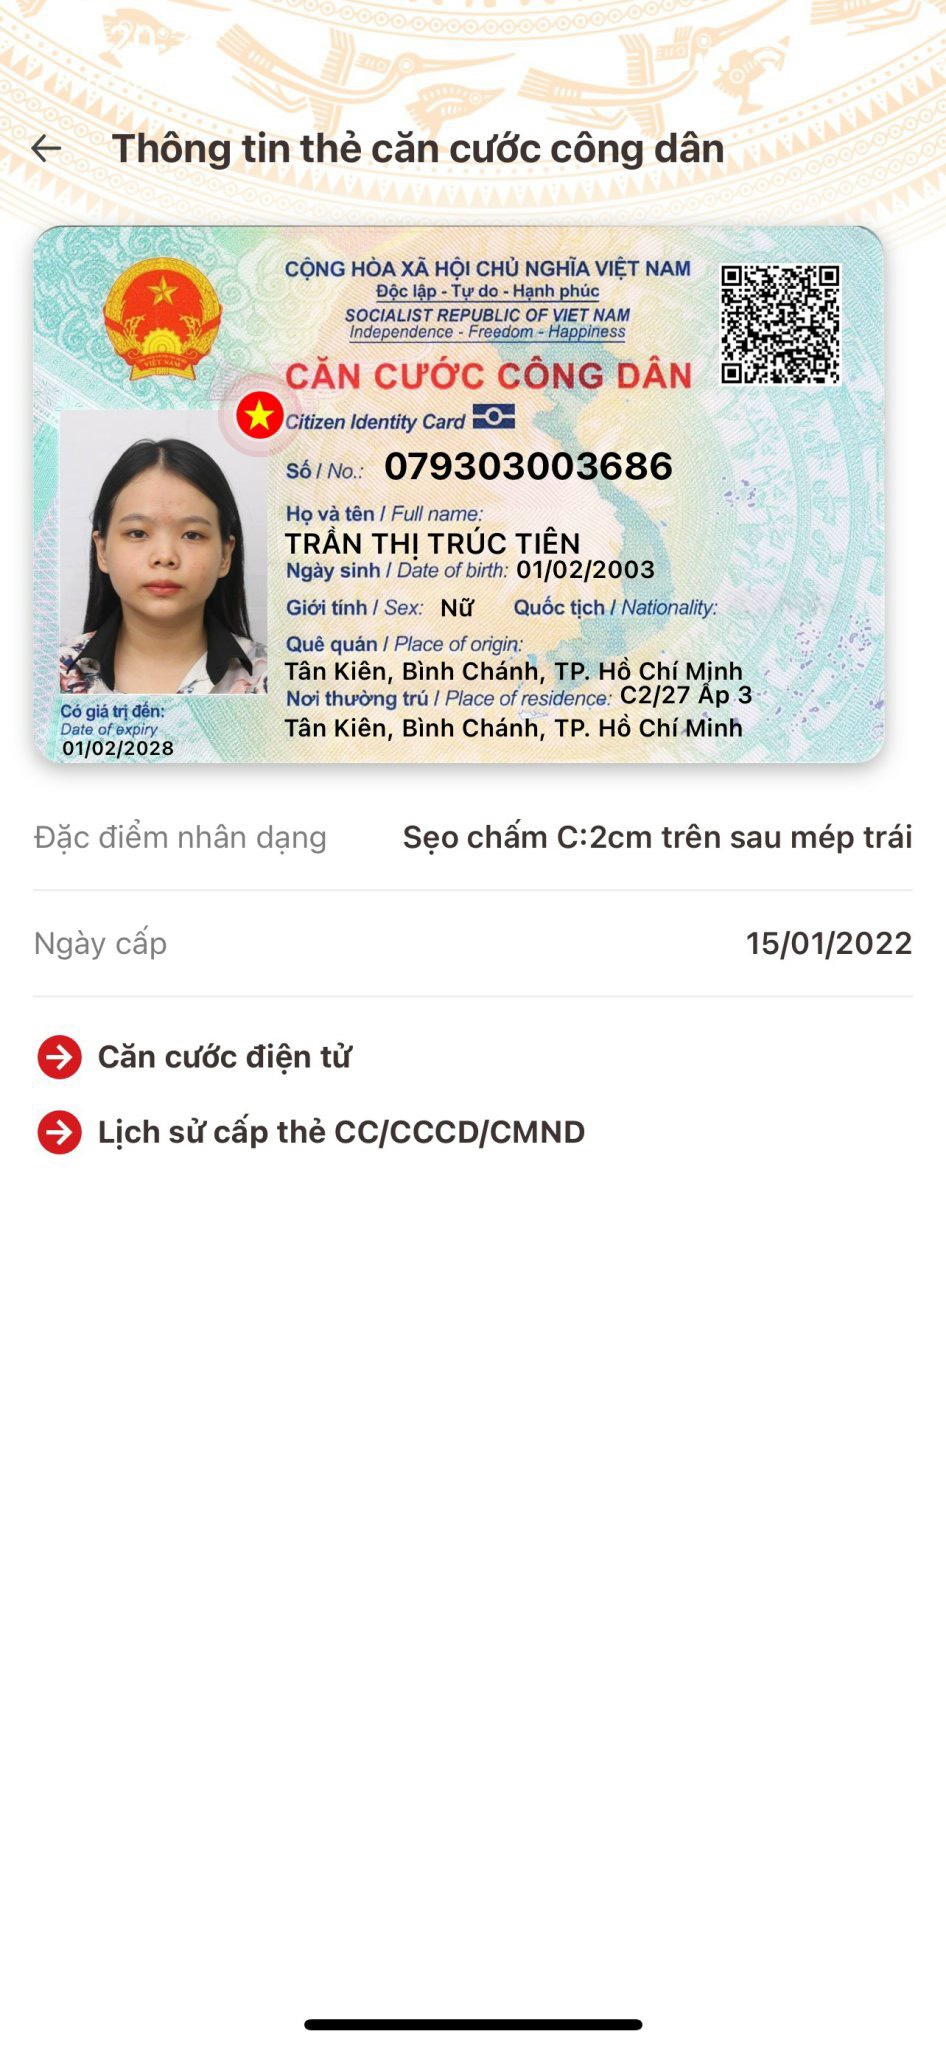 Thông tin thẻ căn cước công dân
CỘNG HÒA XÃ HỘI CHỦ NGHĨA VIỆT NAM
Độc lập - Tự do - Hạnh phúc
SOCIALIST REPUBLIC OF VIET NAM
Independence - Freedom - Happiness
CĂN CƯỚC CÔNG DÂN
Citizen Identity Card
Số / No.: 079303003686
Họ và tên / Full name:
TRẦN THỊ TRÚC TIÊN
Ngày sinh / Date of birth: 01/02/2003
Giới tính / Sex: Nữ Quốc tịch / Nationality:
Quê quán / Place of origin:
Tân Kiên, Bình Chánh, TP. Hồ Chí Minh
Nơi thường trú / Place of residence: C2/27 Ấp 3
Tân Kiên, Bình Chánh, TP. Hồ Chí Minh
Có giá trị đến:
Date of expiry
01/02/2028
Đặc điểm nhân dạng Sẹo chấm C:2cm trên sau mép trái
Ngày cấp 15/01/2022
Căn cước điện tử
Lịch sử cấp thẻ CC/CCCD/CMND